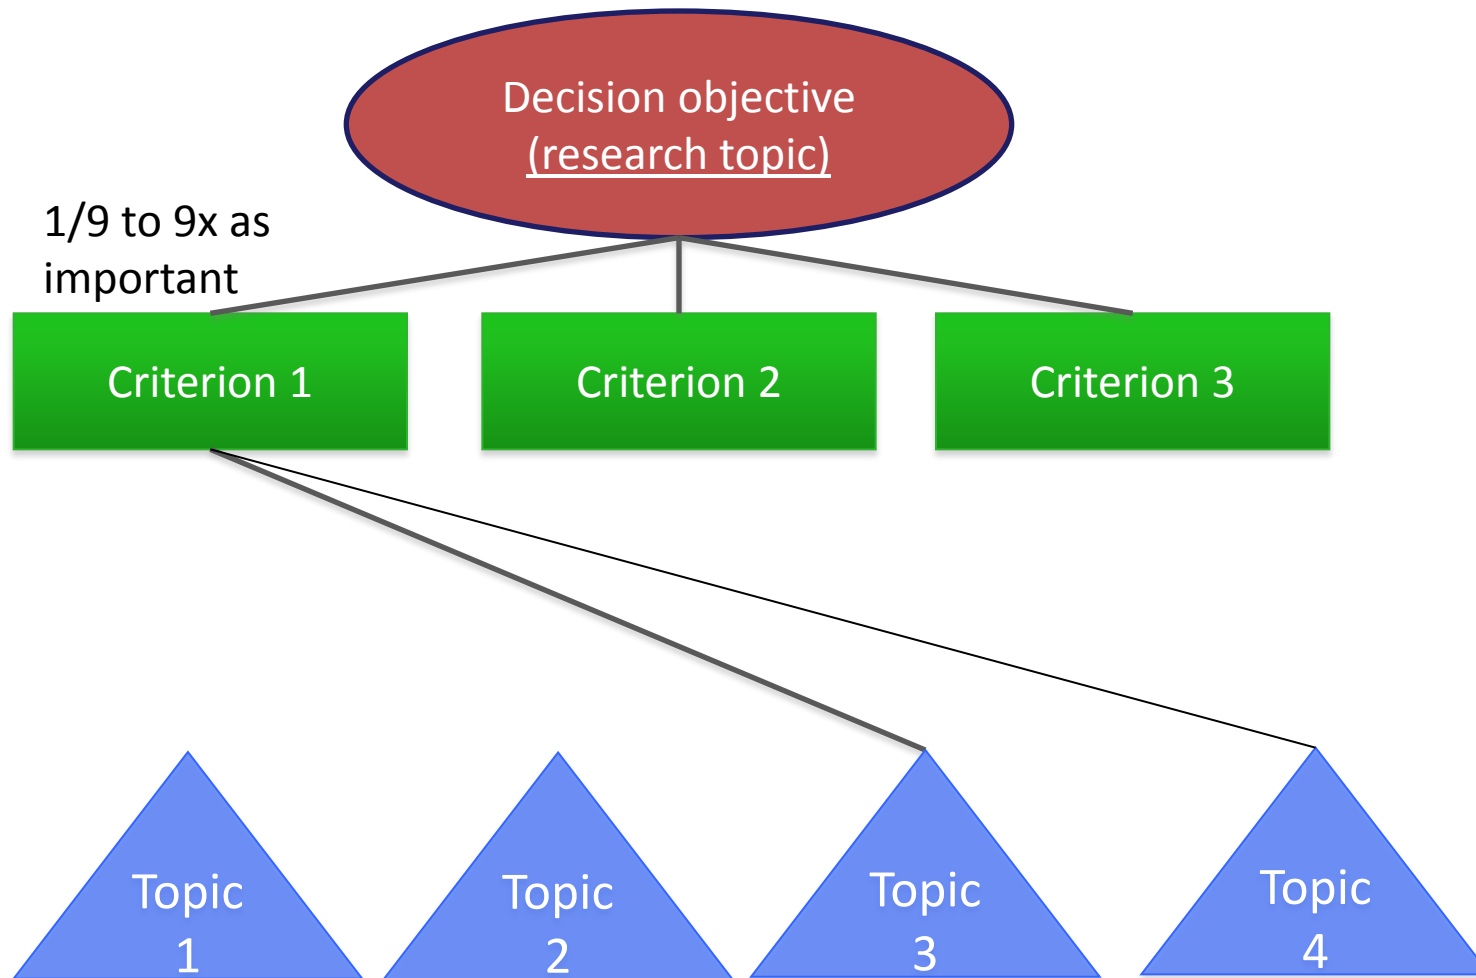 Decision objective
(research topic)
1/9 to 9x as
important
Criterion 1
Criterion 2
Criterion 3
Topic
1
Topic
2
Topic
3
Topic
4